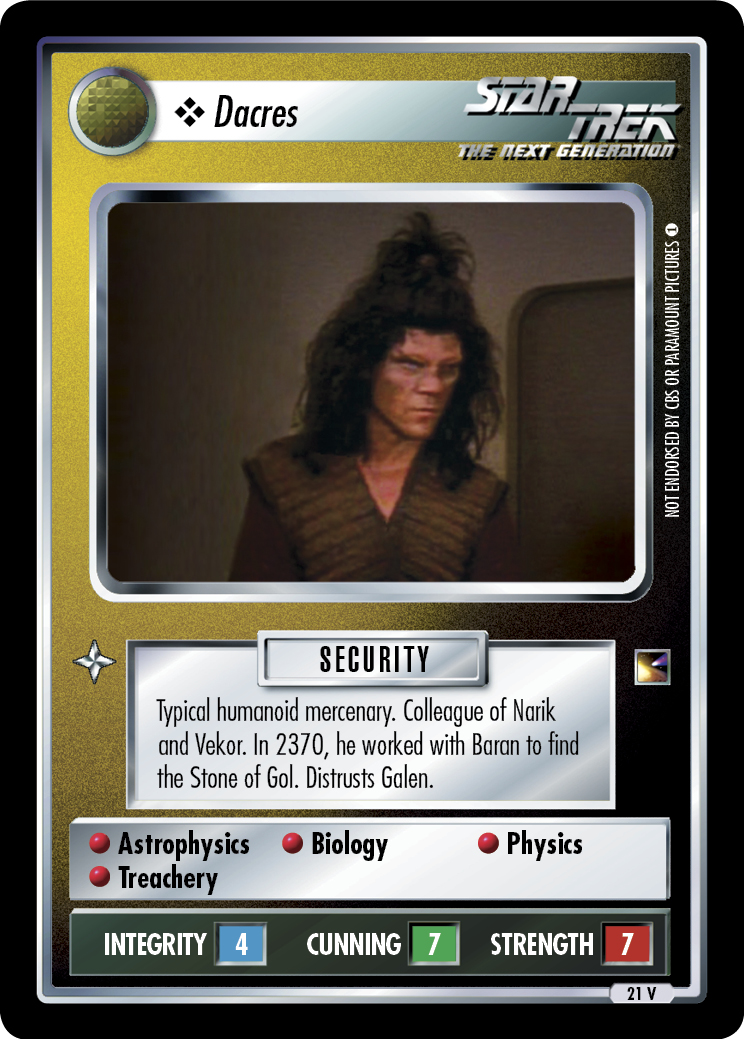 ❖ Dacres
STAR TREK
THE NEXT GENERATION
NOT ENDORSED BY CBS OR PARAMOUNT PICTURES 1
SECURITY
Typical humanoid mercenary. Colleague of Narik
and Vekor. In 2370, he worked with Baran to find
the Stone of Gol. Distrusts Galen.
Astrophysics Biology Physics
Treachery
INTEGRITY 4 CUNNING 7 STRENGTH 7
21 V